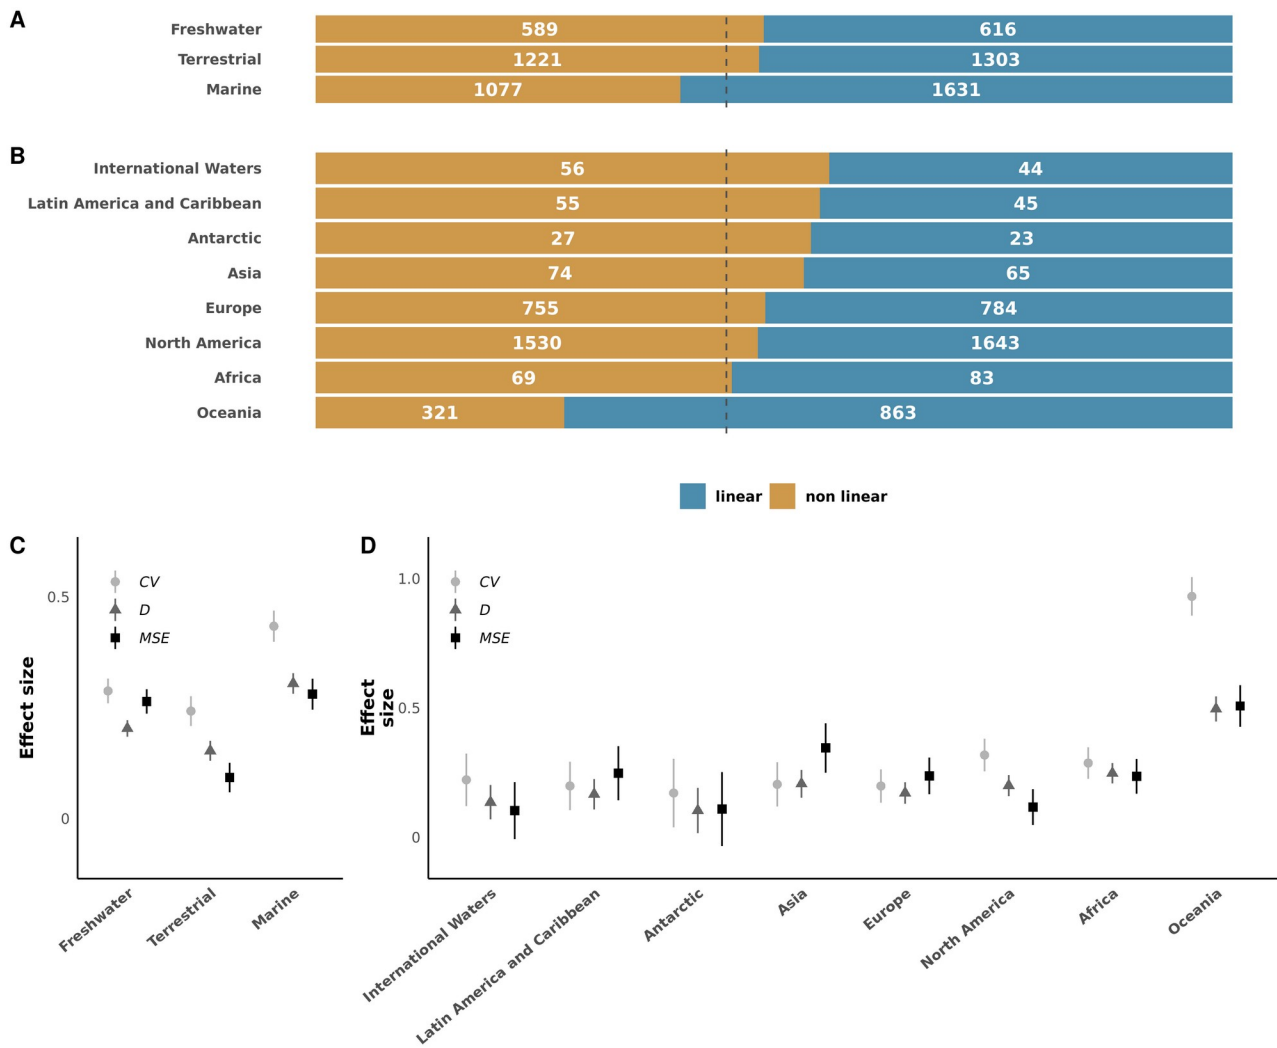 A
Freshwater 589 616
Terrestrial 1221 1303
Marine 1077 1631
B
International Waters 56 44
Latin America and Caribbean 55 45
Antarctic 27 23
Asia 74 65
Europe 755 784
North America 1530 1643
Africa 69 83
Oceania 321 863
linear non linear
C
Effect size
0.5
0
CV
D
MSE
Freshwater
Terrestrial
Marine
D
Effect
size
1.0
0.5
0
CV
D
MSE
International Waters
Latin America and Caribbean
Antarctic
Asia
Europe
North America
Africa
Oceania